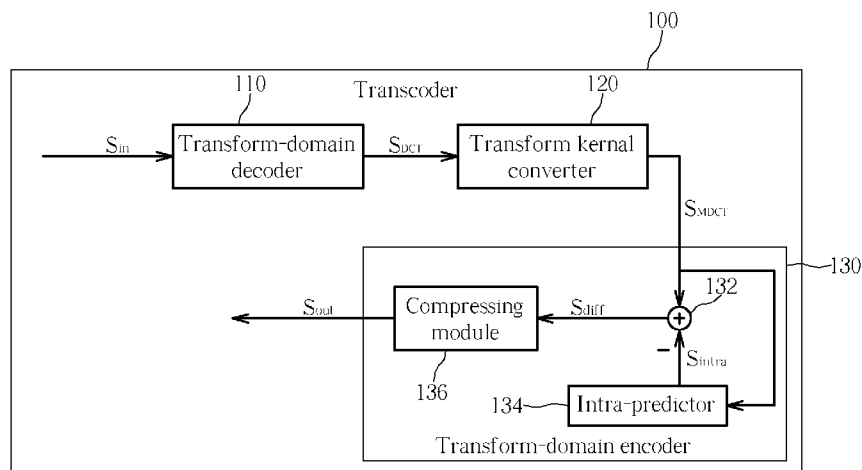 100
Transcoder
110
120
Sin
Transform-domain
decoder
SDCT
Transform kernal
converter
SMDCT
130
132
Sout
Compressing
module
Sdiff
+
136
−
Sintra
134
Intra-predictor
Transform-domain encoder